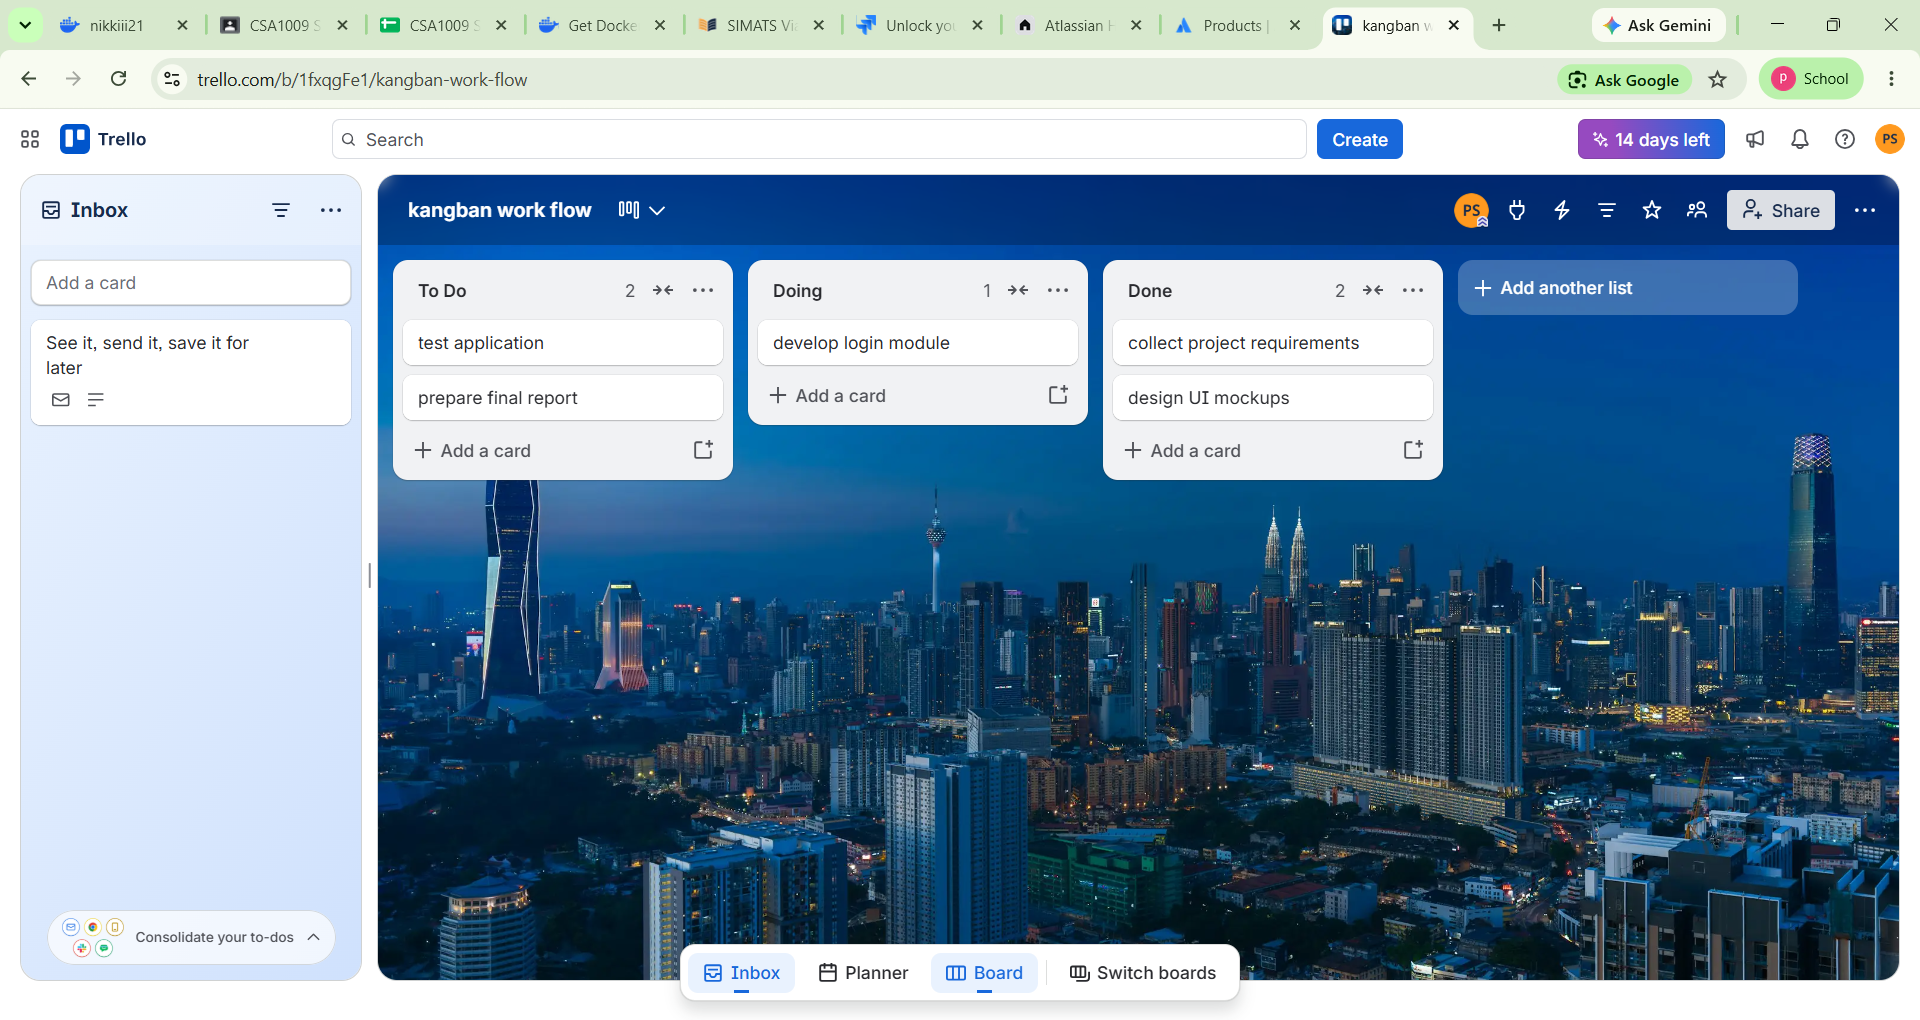 nikkiii21
CSA1009 S
CSA1009 S
Get Docke
SIMATS Via
Unlock you
Atlassian H
Products |
kangban w
Ask Gemini
trello.com/b/1fxqgFe1/kangban-work-flow
Ask Google
P
School
Trello
Search
Create
14 days left
PS
Inbox
Add a card
See it, send it, save it for
later
Consolidate your to-dos
kangban work flow
PS
Share
To Do
2
test application
prepare final report
Add a card
Doing
1
develop login module
Add a card
Done
2
collect project requirements
design UI mockups
Add a card
Add another list
Inbox
Planner
Board
Switch boards